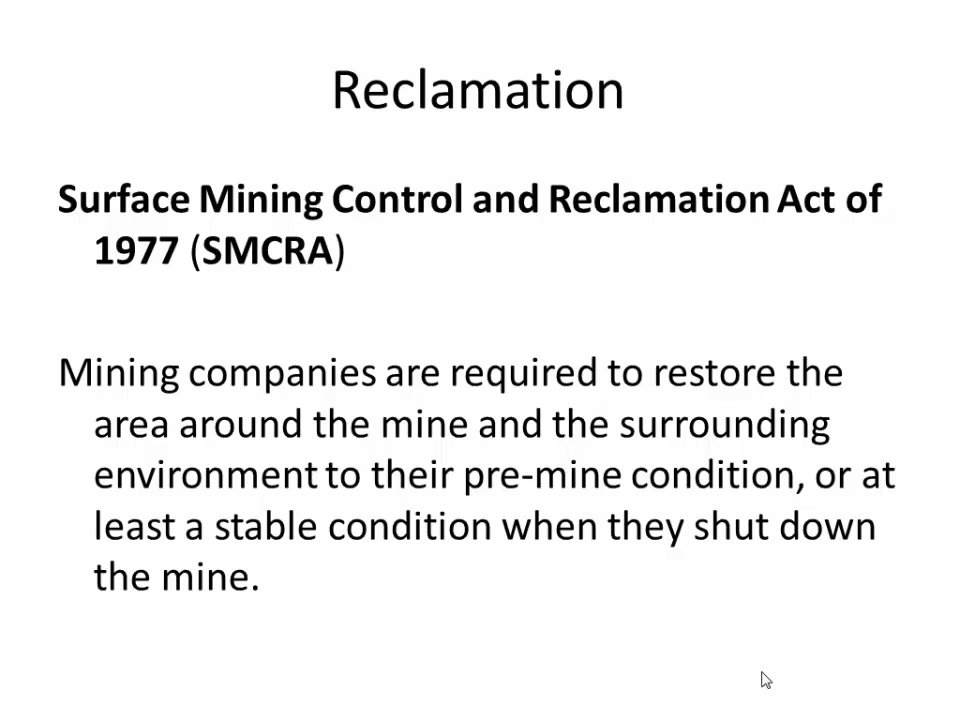 Reclamation
Surface Mining Control and Reclamation Act of
1977 (SMCRA)
Mining companies are required to restore the
area around the mine and the surrounding
environment to their pre-mine condition, or at
least a stable condition when they shut down
the mine.